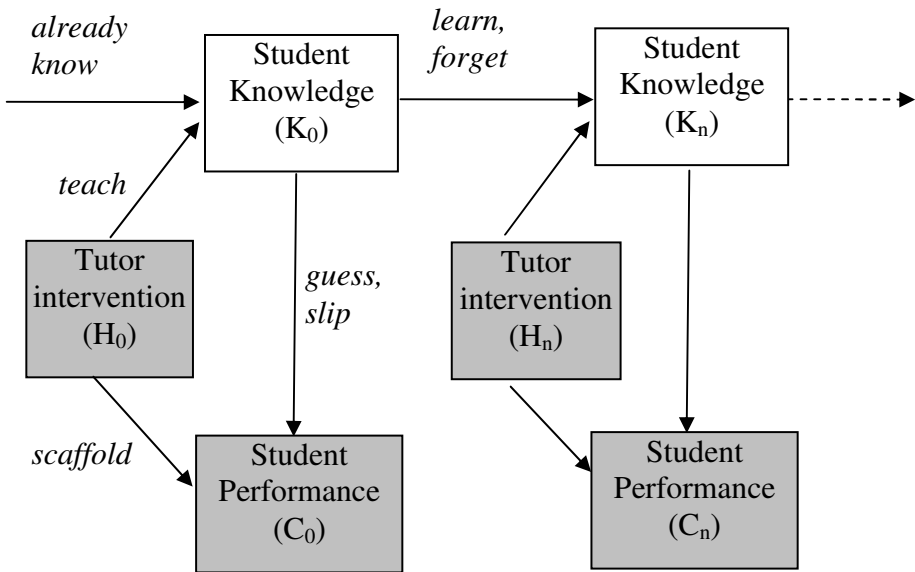 already
know
Student
Knowledge
(K0)
learn,
forget
Student
Knowledge
(Kn)
teach
Tutor
intervention
(H0)
guess,
slip
Tutor
intervention
(Hn)
scaffold
Student
Performance
(C0)
Student
Performance
(Cn)